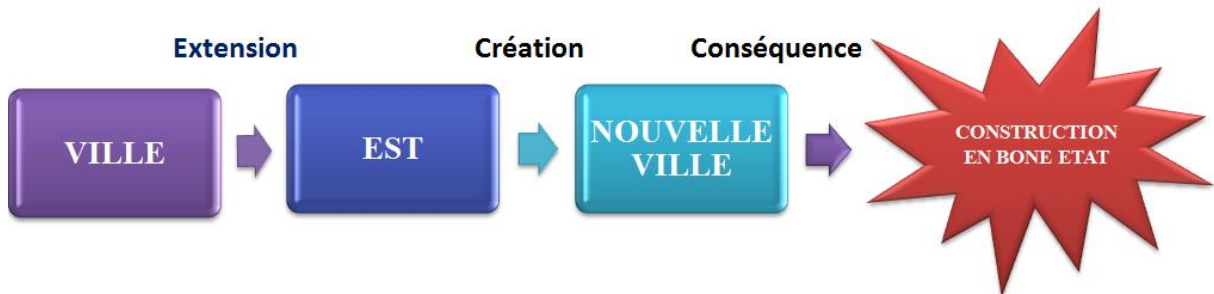 Extension
Création
Conséquence
VILLE
EST
NOUVELLE
VILLE
CONSTRUCTION
EN BONE ETAT